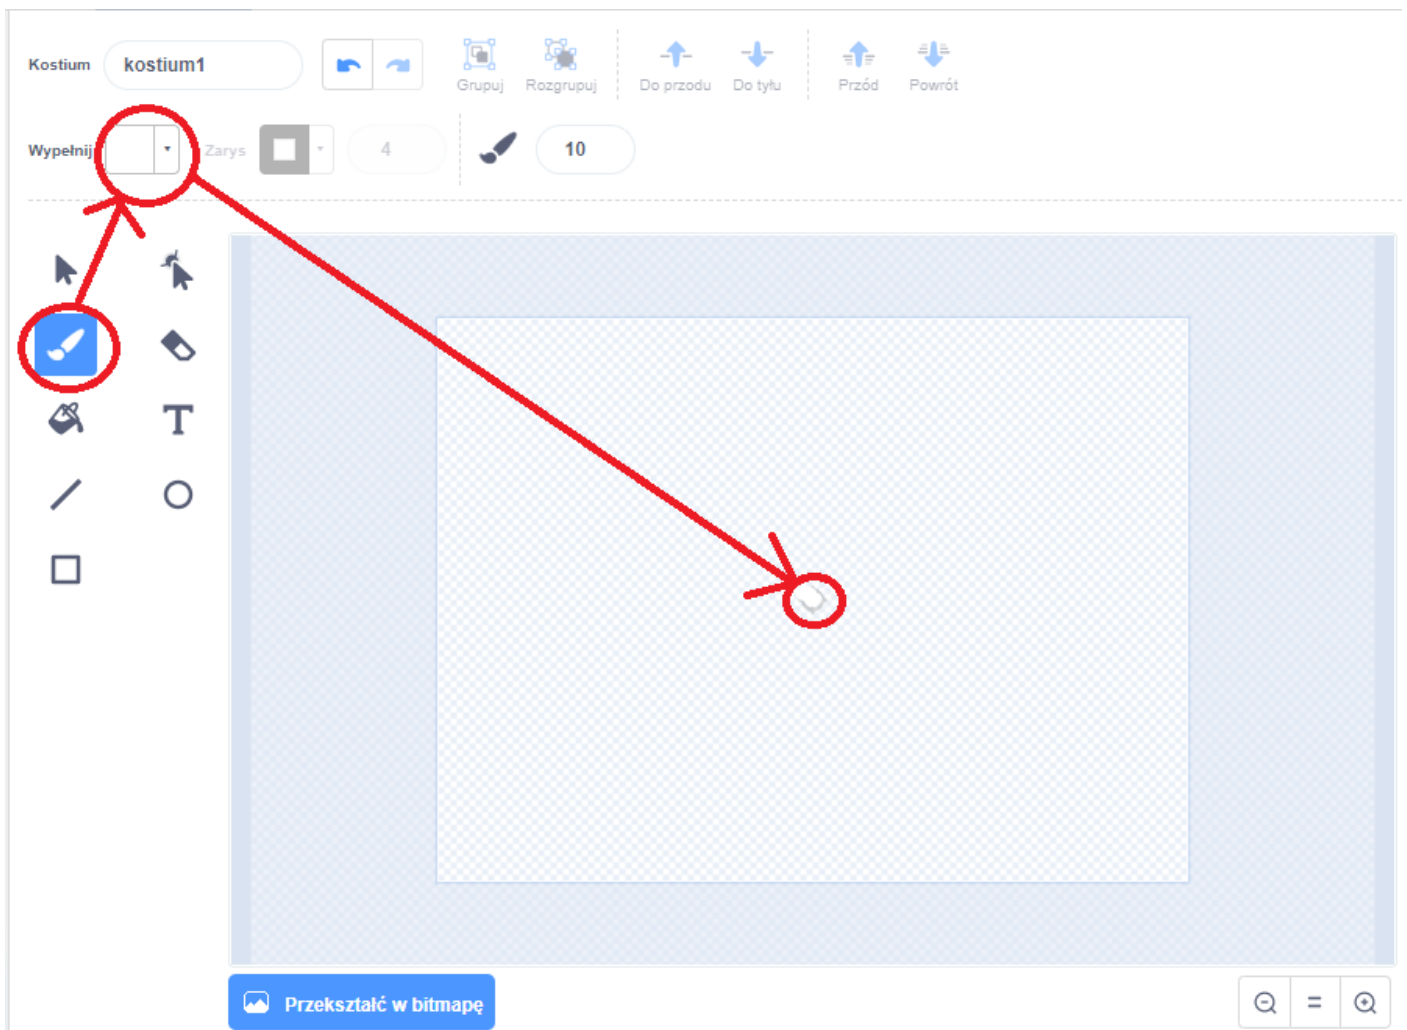 Kostium kostium1
Grupuj Rozgrupuj Do przodu Do tyłu Przód Powrót
Wypełnij Zarys 4 10
T
Przekształć w bitmapę =